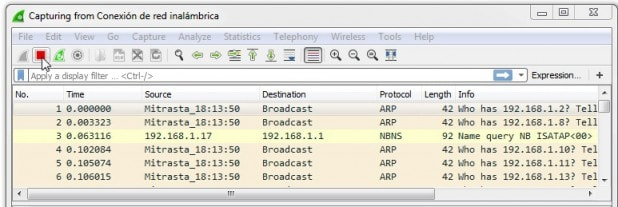 Capturing from Conexión de red inalámbrica
File Edit View Go Capture Analyze Statistics Telephony Wireless Tools Help
Apply a display filter ... <Ctrl-/> Expression... +
No. Time Source Destination Protocol Length Info
1 0.000000 Mitrasta_18:13:50 Broadcast ARP 42 Who has 192.168.1.2? Tell
2 0.003323 Mitrasta_18:13:50 Broadcast ARP 42 Who has 192.168.1.8? Tell
3 0.063116 192.168.1.17 192.168.1.1 NBNS 92 Name query NB ISATAP<00>
4 0.102084 Mitrasta_18:13:50 Broadcast ARP 42 Who has 192.168.1.10? Tel
5 0.105074 Mitrasta_18:13:50 Broadcast ARP 42 Who has 192.168.1.11? Tel
6 0.106015 Mitrasta_18:13:50 Broadcast ARP 42 Who has 192.168.1.13? Tel